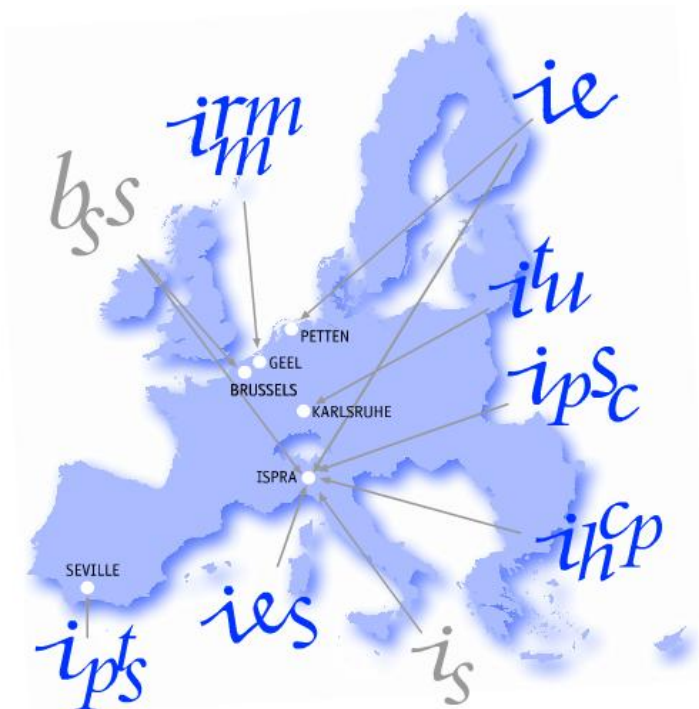 ie
irmm
bss
itu
PETTEN
GEEL
BRUSSELS
ipsc
KARLSRUHE
ISPRA
ihcp
SEVILLE
ies
ipts
is